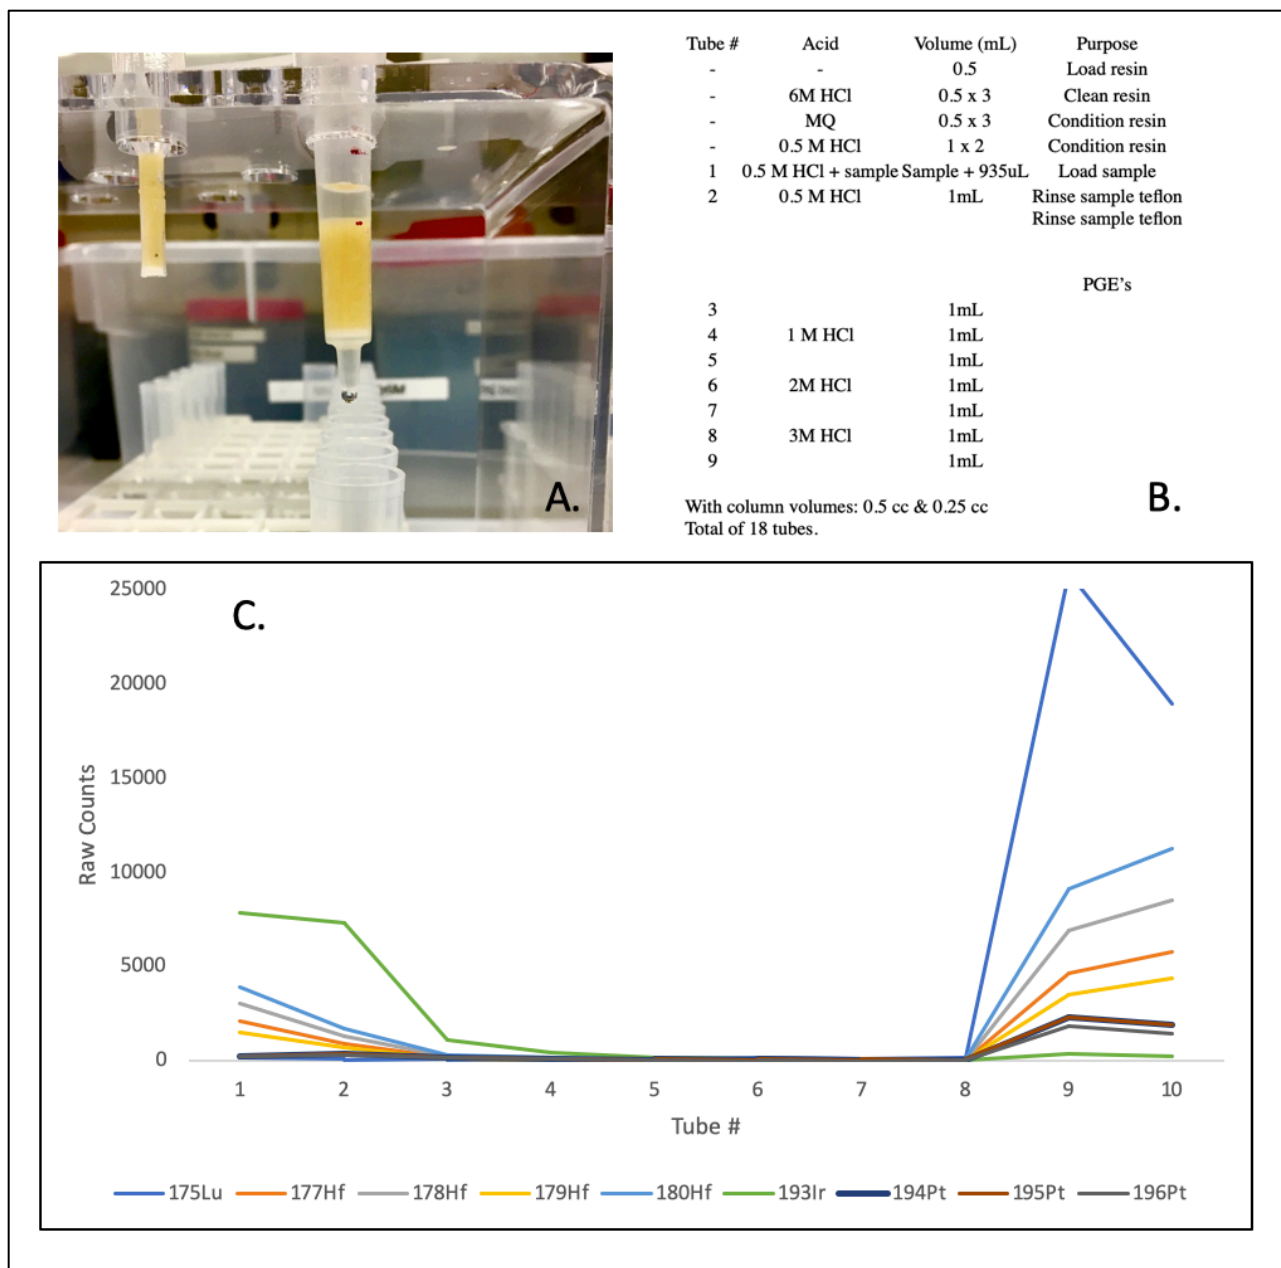 Tube # Acid Volume (mL) Purpose
- - 0.5 Load resin
- 6M HCl 0.5 x 3 Clean resin
- MQ 0.5 x 3 Condition resin
- 0.5 M HCl 1 x 2 Condition resin
1 0.5 M HCl + sample Sample + 935uL Load sample
2 0.5 M HCl 1mL Rinse sample teflon
Rinse sample teflon
PGE's
3 1mL
4 1 M HCl 1mL
5 1mL
6 2M HCl 1mL
7 1mL
8 3M HCl 1mL
9 1mL
With column volumes: 0.5 cc & 0.25 cc
Total of 18 tubes.
A.
B.
C.
25000
20000
15000
10000
5000
0
Raw Counts
1 2 3 4 5 6 7 8 9 10
Tube #
175Lu 177Hf 178Hf 179Hf 180Hf 193Ir 194Pt 195Pt 196Pt